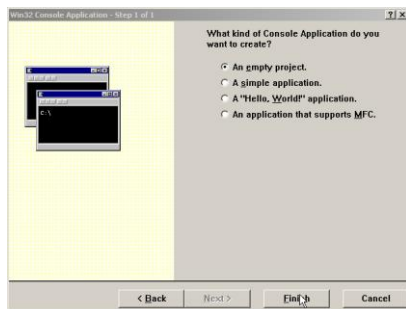 Win32 Console Application - Step 1 of 1
What kind of Console Application do you
want to create?
An empty project.
A simple application.
A "Hello, World!" application.
An application that supports MFC.
C:\
< Back
Next >
Finish
Cancel